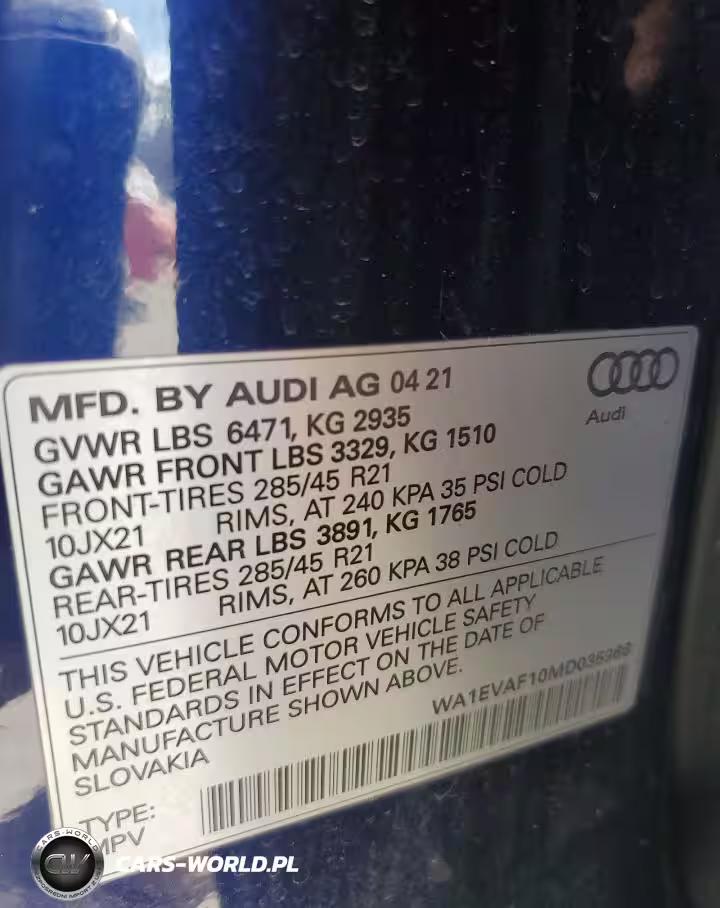 MFD. BY AUDI AG 04 21
Audi
GVWR LBS 6471, KG 2935
GAWR FRONT LBS 3329, KG 1510
FRONT-TIRES 285/45 R21
10JX21 RIMS, AT 240 KPA 35 PSI COLD
GAWR REAR LBS 3891, KG 1765
REAR-TIRES 285/45 R21
10JX21 RIMS, AT 260 KPA 38 PSI COLD
THIS VEHICLE CONFORMS TO ALL APPLICABLE
U.S. FEDERAL MOTOR VEHICLE SAFETY
STANDARDS IN EFFECT ON THE DATE OF
MANUFACTURE SHOWN ABOVE.
SLOVAKIA
TYPE:
MPV
CARS-WORLD
CW
CARS-WORLD.PL